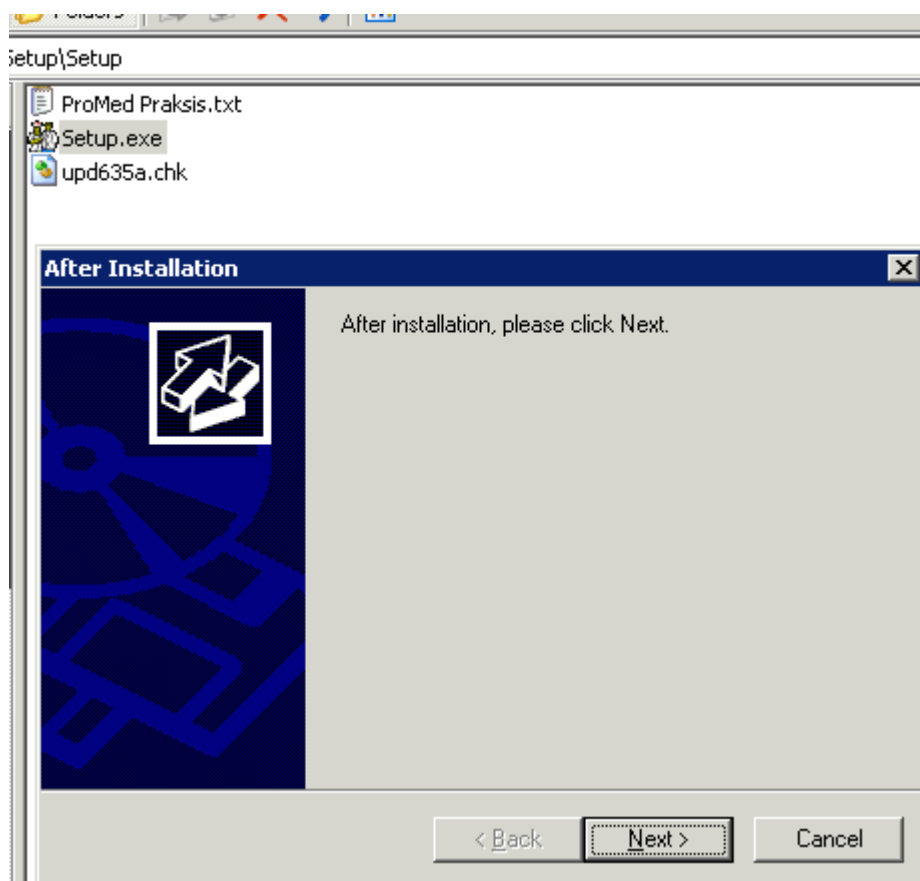 Setup\Setup
ProMed Praksis.txt
Setup.exe
upd635a.chk
After Installation
After installation, please click Next.
< Back
Next >
Cancel